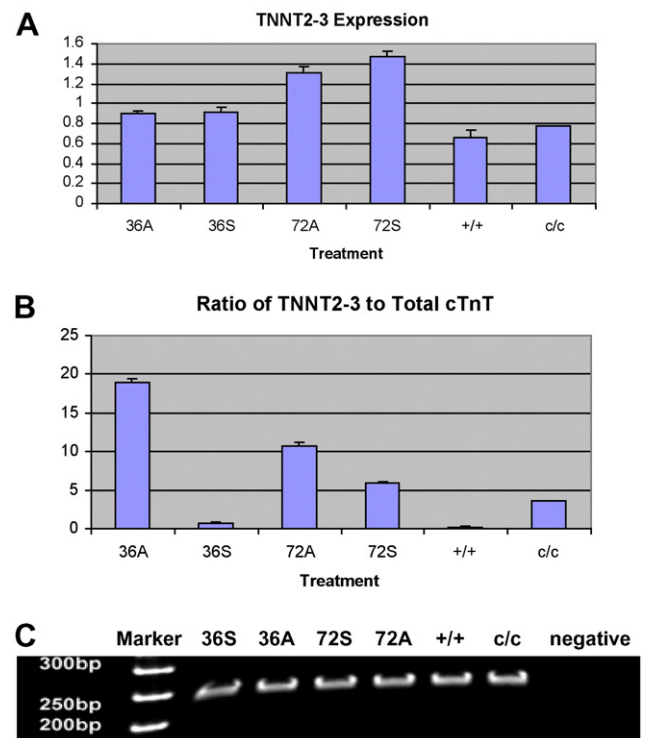 A
TNNT2-3 Expression
1.6
1.4
1.2
1
0.8
0.6
0.4
0.2
0
36A 36S 72A 72S +/+ c/c
Treatment
B
Ratio of TNNT2-3 to Total cTnT
25
20
15
10
5
0
36A 36S 72A 72S +/+ c/c
Treatment
C
Marker 36S 36A 72S 72A +/+ c/c negative
300bp
250bp
200bp